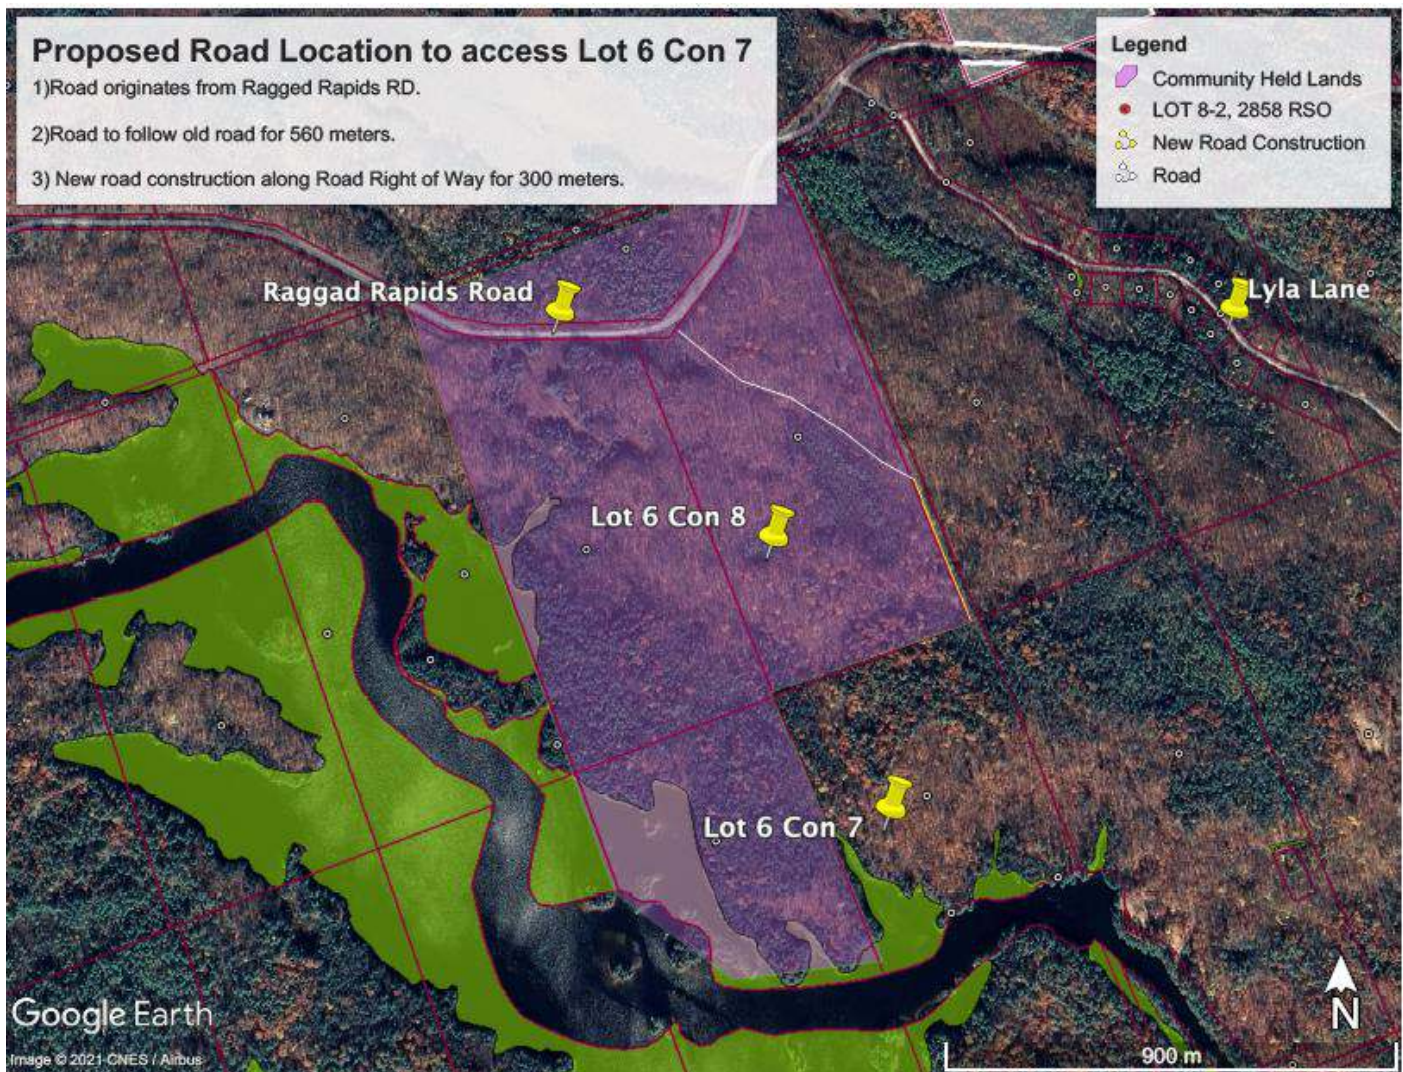 Proposed Road Location to access Lot 6 Con 7
1)Road originates from Ragged Rapids RD.
2)Road to follow old road for 560 meters.
3) New road construction along Road Right of Way for 300 meters.
Legend
Community Held Lands
LOT 8-2, 2858 RSO
New Road Construction
Road
Raggad Rapids Road
Lyla Lane
Lot 6 Con 8
Lot 6 Con 7
Google Earth
Image © 2021 CNES / Airbus
N
900 m